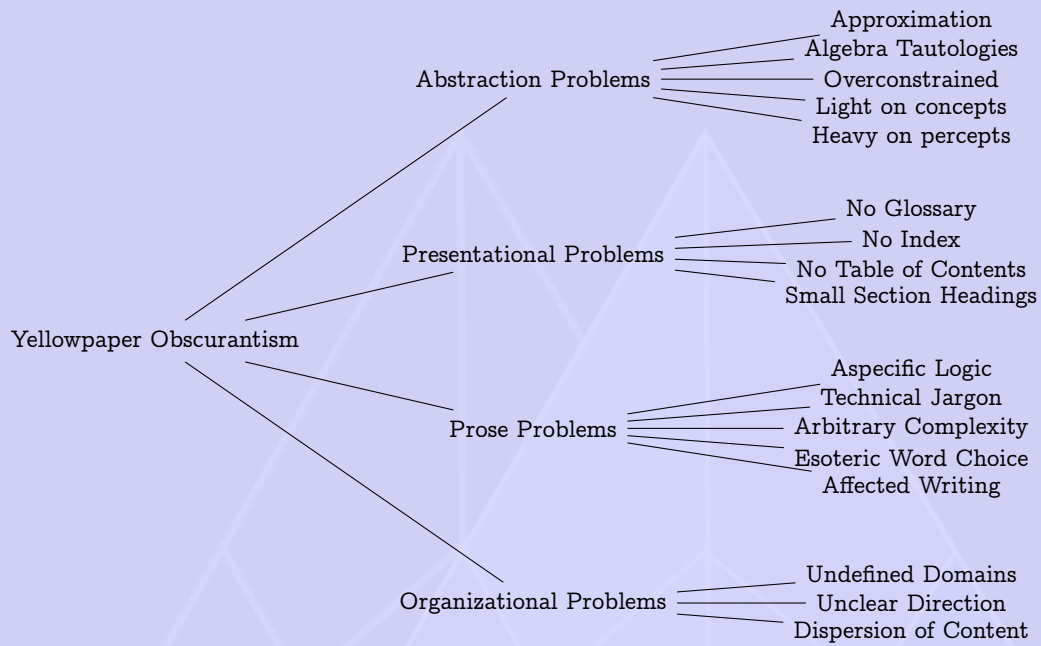 Yellowpaper Obscurantism
Abstraction Problems
Approximation
Algebra Tautologies
Overconstrained
Light on concepts
Heavy on percepts
Presentational Problems
No Glossary
No Index
No Table of Contents
Small Section Headings
Prose Problems
Aspecific Logic
Technical Jargon
Arbitrary Complexity
Esoteric Word Choice
Affected Writing
Organizational Problems
Undefined Domains
Unclear Direction
Dispersion of Content